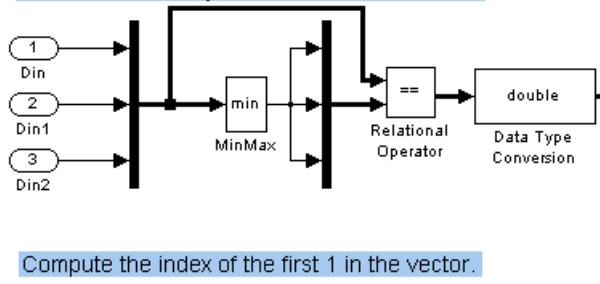 1
Din
2
Din1
3
Din2
min
MinMax
==
Relational
Operator
double
Data Type
Conversion
Compute the index of the first 1 in the vector.